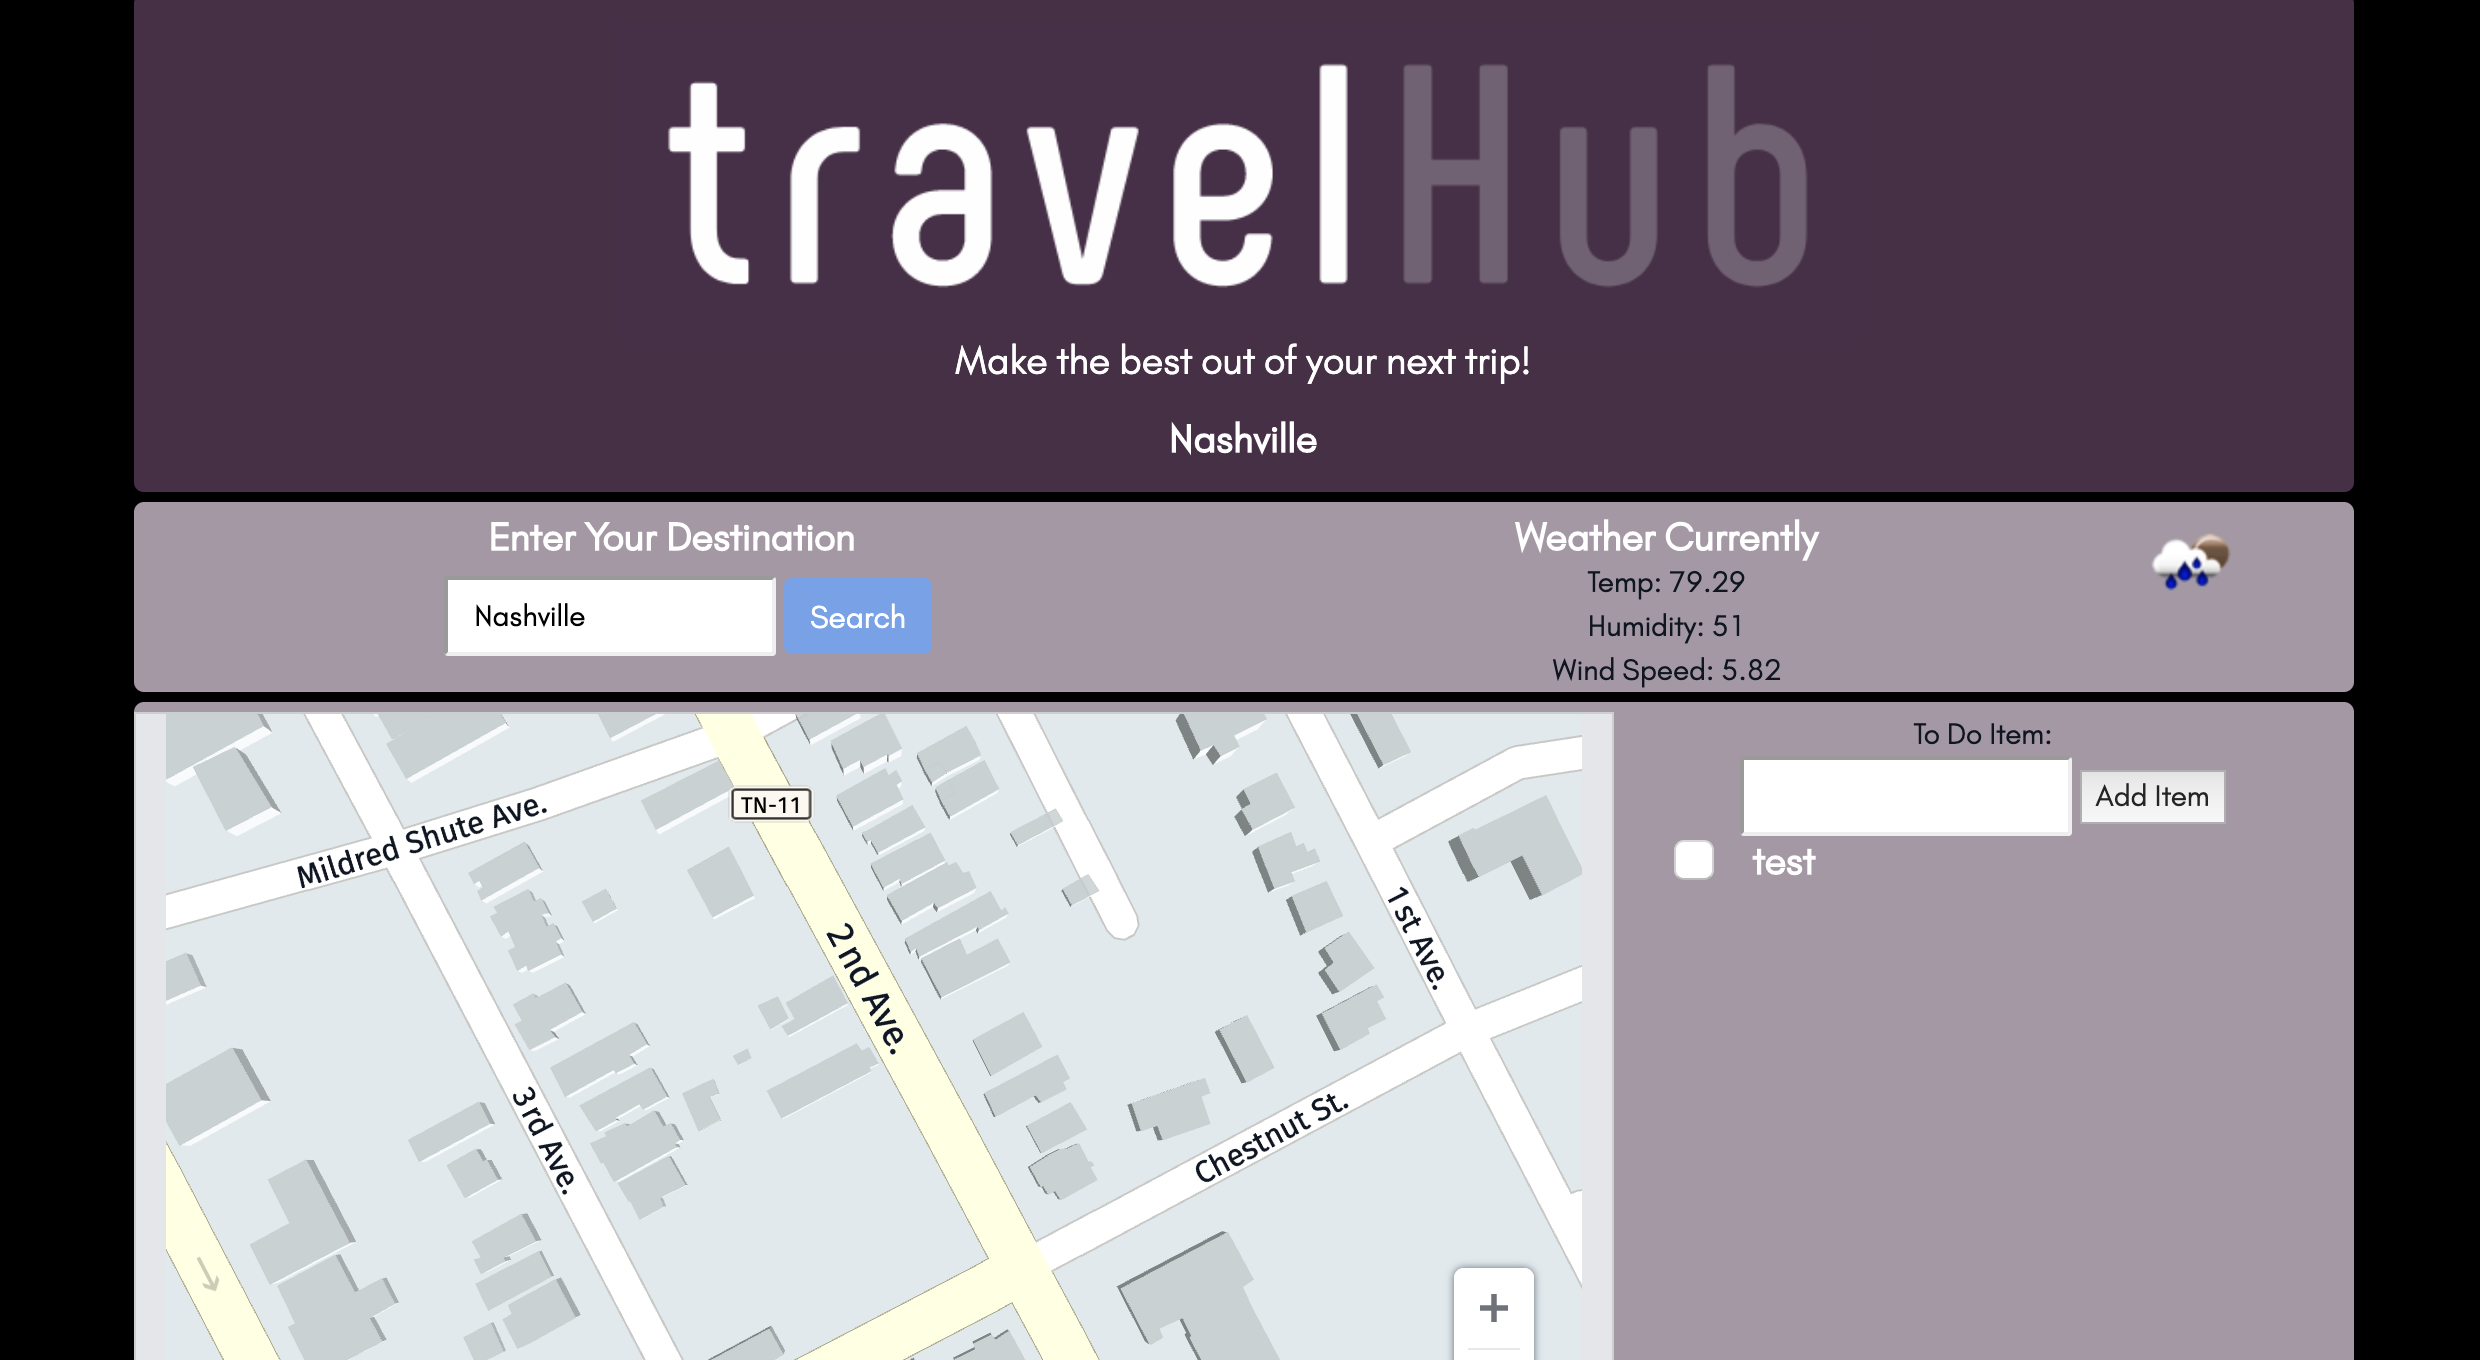 travelHub
Make the best out of your next trip!
Nashville
Enter Your Destination
Nashville
Search
Weather Currently
Temp: 79.29
Humidity: 51
Wind Speed: 5.82
To Do Item:
Add Item
test
TN-11
Mildred Shute Ave.
2nd Ave.
1st Ave.
3rd Ave.
Chestnut St.
+